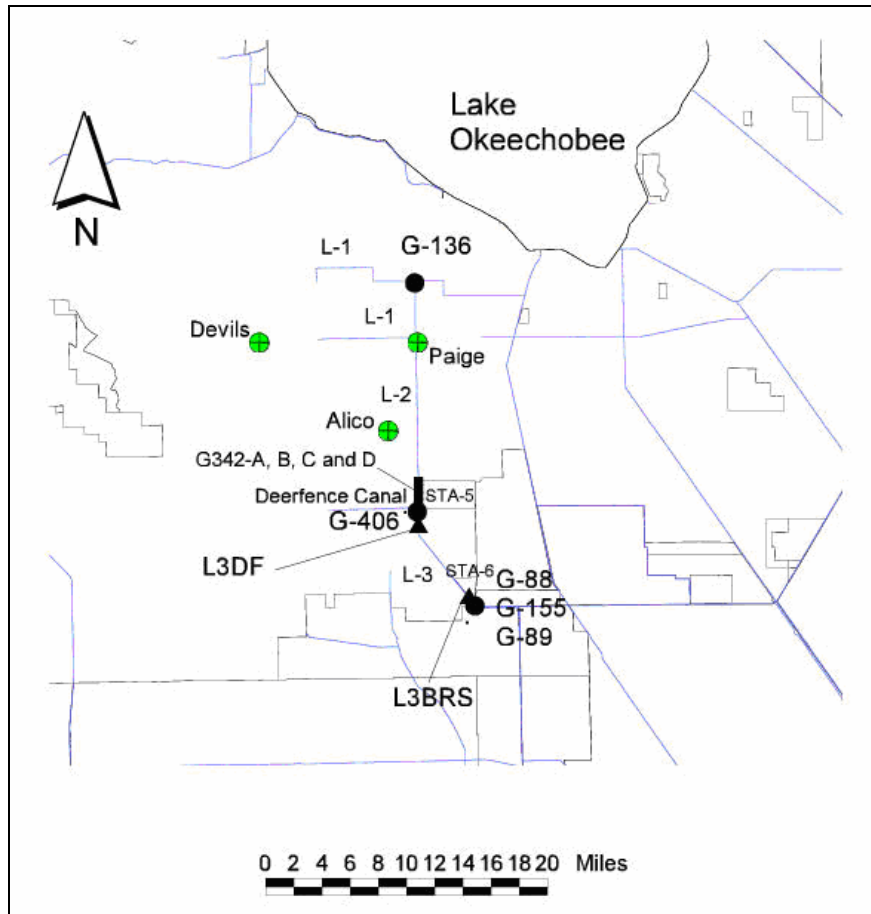 Lake
Okeechobee
N
L-1
G-136
L-1
Devils
Paige
L-2
Alico
G342-A, B, C and D
Deerfence Canal
STA-5
G-406
L3DF
L-3
STA-6
G-88
G-155
G-89
L3BRS
0 2 4 6 8 10 12 14 16 18 20 Miles